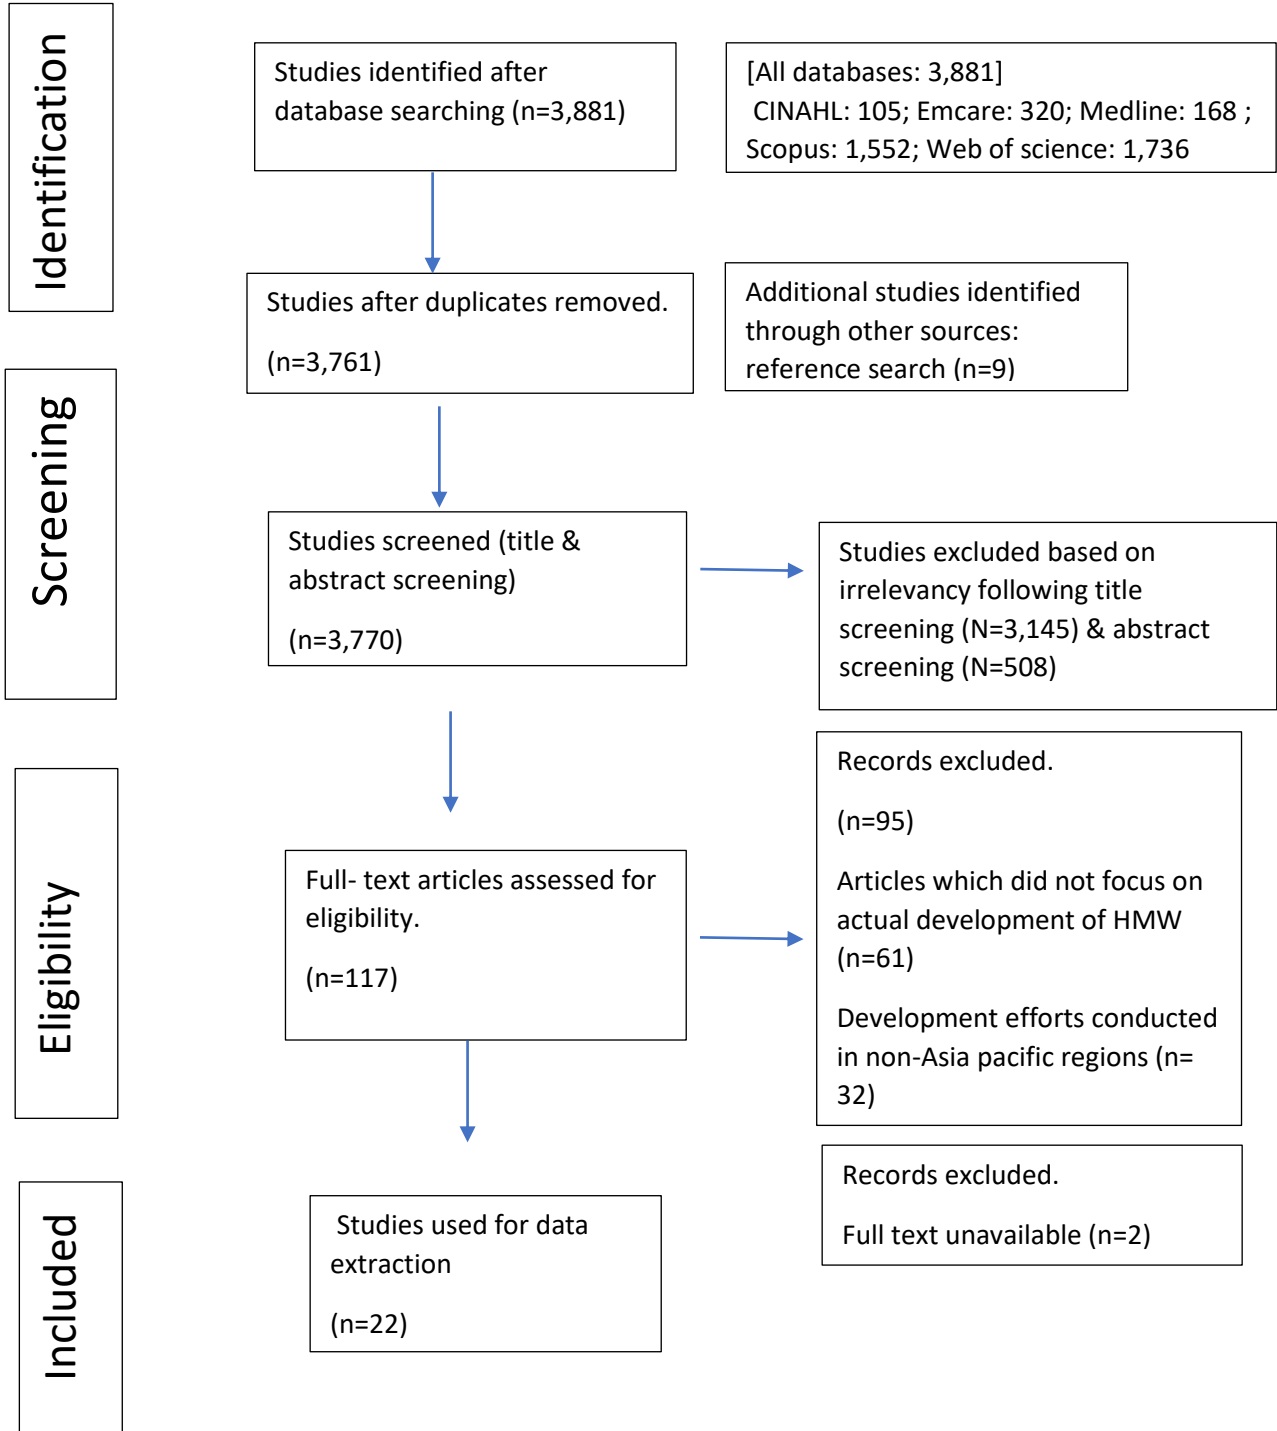 Identification
Studies identified after
database searching (n=3,881)
[All databases: 3,881]
CINAHL: 105; Emcare: 320; Medline: 168 ;
Scopus: 1,552; Web of science: 1,736
Studies after duplicates removed.
(n=3,761)
Additional studies identified
through other sources:
reference search (n=9)
Screening
Studies screened (title &
abstract screening)
(n=3,770)
Studies excluded based on
irrelevancy following title
screening (N=3,145) & abstract
screening (N=508)
Eligibility
Full- text articles assessed for
eligibility.
(n=117)
Records excluded.
(n=95)
Articles which did not focus on
actual development of HMW
(n=61)
Development efforts conducted
in non-Asia pacific regions (n=
32)
Records excluded.
Full text unavailable (n=2)
Included
Studies used for data
extraction
(n=22)